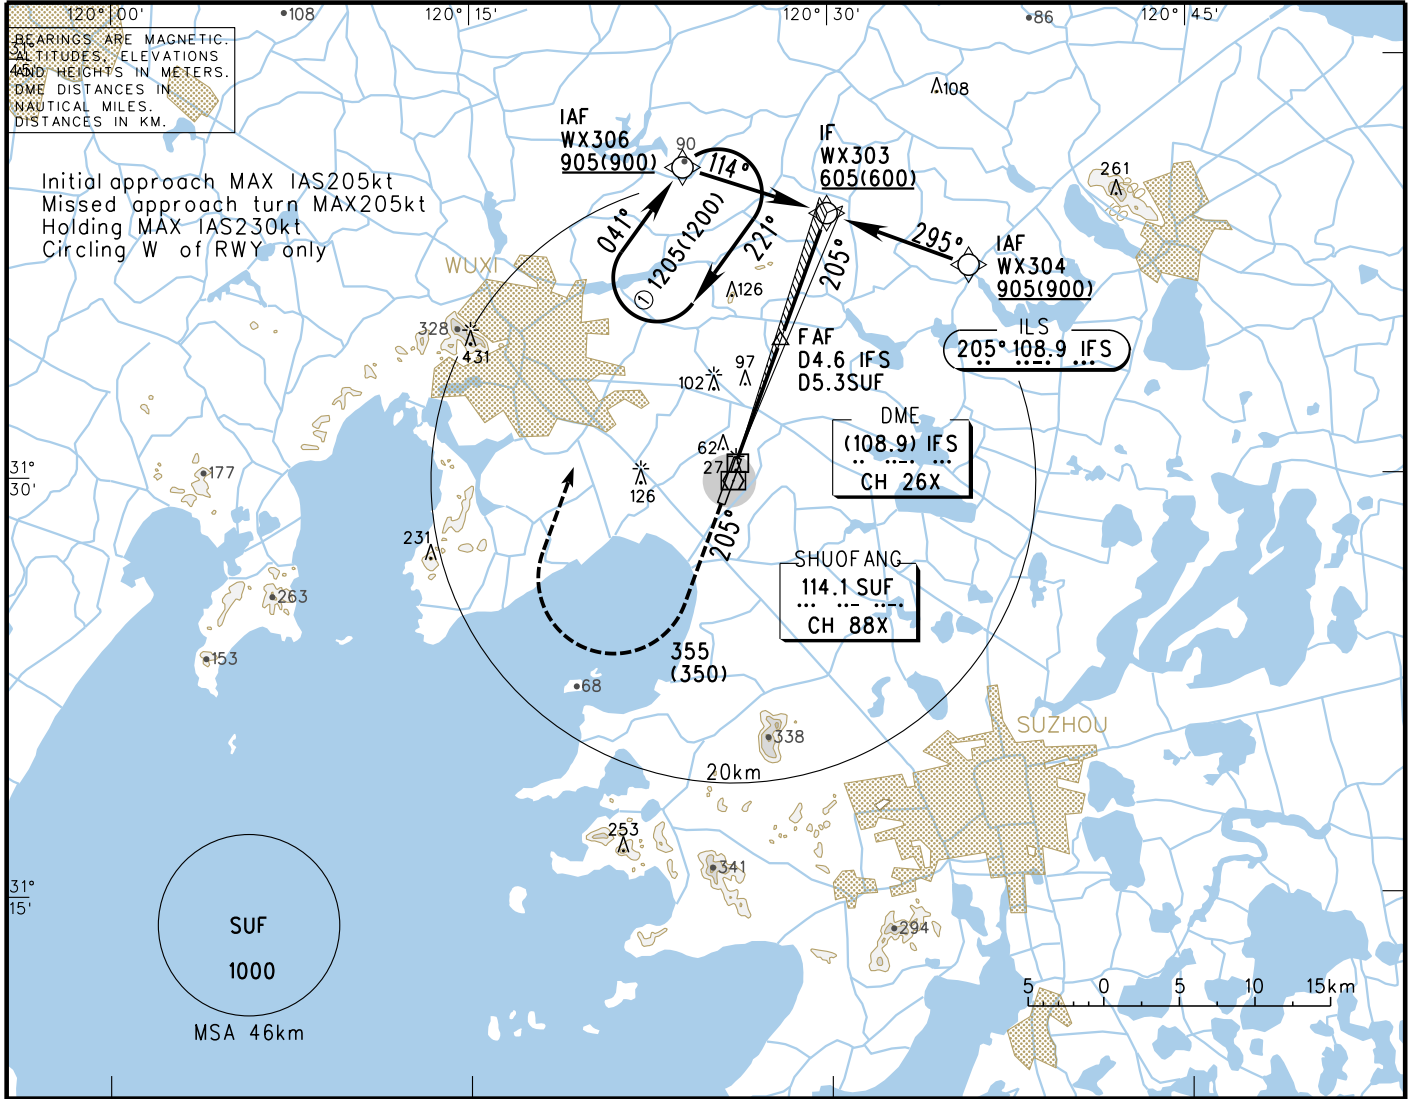 120° 00'
108
120° 15'
120° 30'
86
120° 45'
31°
45'
BEARINGS ARE MAGNETIC.
ALTITUDES, ELEVATIONS
AND HEIGHTS IN METERS.
DME DISTANCES IN
NAUTICAL MILES.
DISTANCES IN KM.
108
IAF
WX306
905(900)
90
114°
IF
WX303
605(600)
261
Initial approach MAX IAS205kt
Missed approach turn MAX205kt
Holding MAX IAS230kt
Circling W of RWY only
041°
① 1205(1200)
221°
205°
295°
IAF
WX304
905(900)
WUXI
126
328
431
ILS
205° 108.9 IFS
FAF
D4.6 IFS
D5.3SUF
97
102
DME
(108.9) IFS
CH 26X
62
27
31°
30'
177
126
205°
231
SHUOFANG
114.1 SUF
CH 88X
263
153
355
(350)
68
338
SUZHOU
20km
253
341
31°
15'
294
SUF
1000
MSA 46km
5 0 5 10 15km